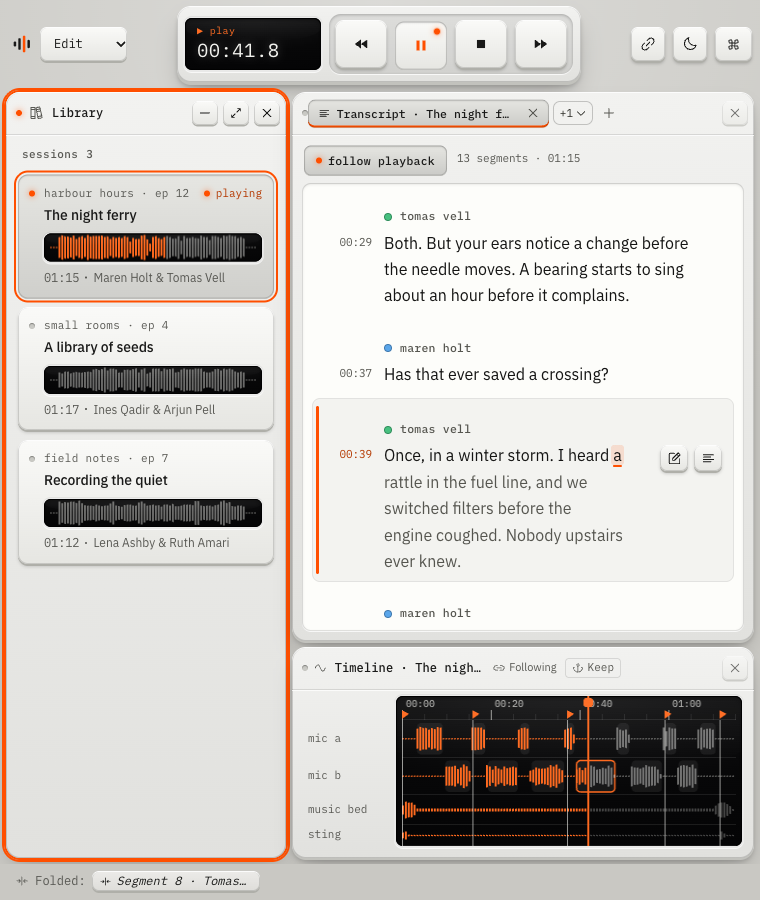 Edit
▶ play
00:41.8
⌘
Library
sessions 3
harbour hours · ep 12
playing
The night ferry
01:15 · Maren Holt & Tomas Vell
small rooms · ep 4
A library of seeds
01:17 · Ines Qadir & Arjun Pell
field notes · ep 7
Recording the quiet
01:12 · Lena Ashby & Ruth Amari
Transcript · The night f…
+1
follow playback
13 segments · 01:15
tomas vell
00:29
Both. But your ears notice a change before
the needle moves. A bearing starts to sing
about an hour before it complains.
maren holt
00:37
Has that ever saved a crossing?
tomas vell
00:39
Once, in a winter storm. I heard a
rattle in the fuel line, and we
switched filters before the
engine coughed. Nobody upstairs
ever knew.
maren holt
Timeline · The nigh…
Following
Keep
00:00
00:20
:40
01:00
mic a
mic b
music bed
sting
Folded:
Segment 8 · Tomas…